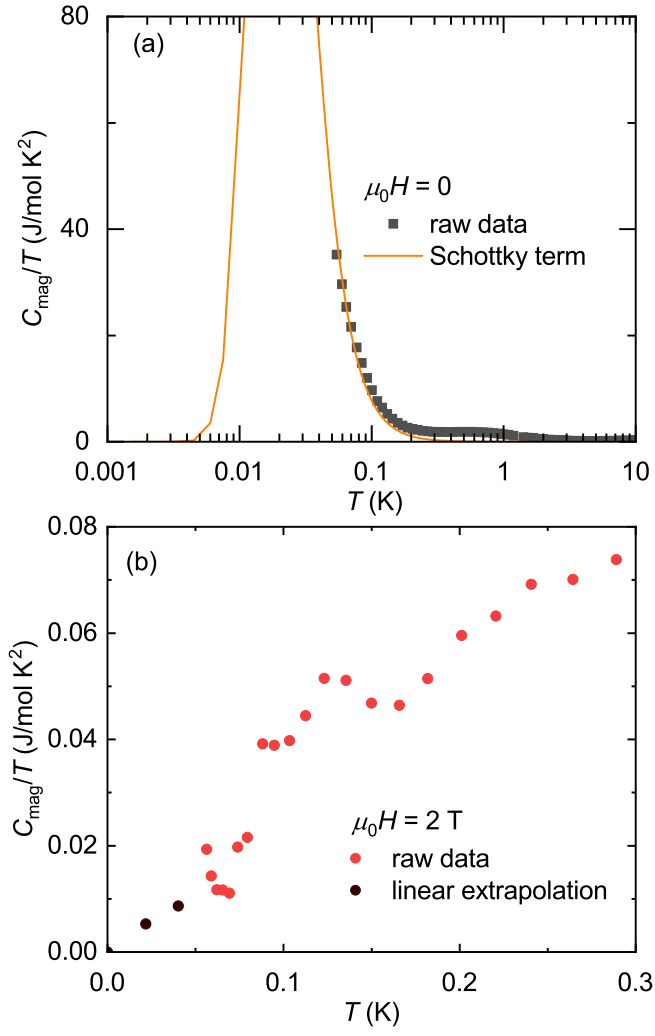 (a)
80
40
0
C_mag/T (J/mol K²)
μ₀H = 0
raw data
Schottky term
0.001 0.01 0.1 1 10
T (K)
(b)
0.08
0.06
0.04
0.02
0.00
C_mag/T (J/mol K²)
μ₀H = 2 T
raw data
linear extrapolation
0.0 0.1 0.2 0.3
T (K)